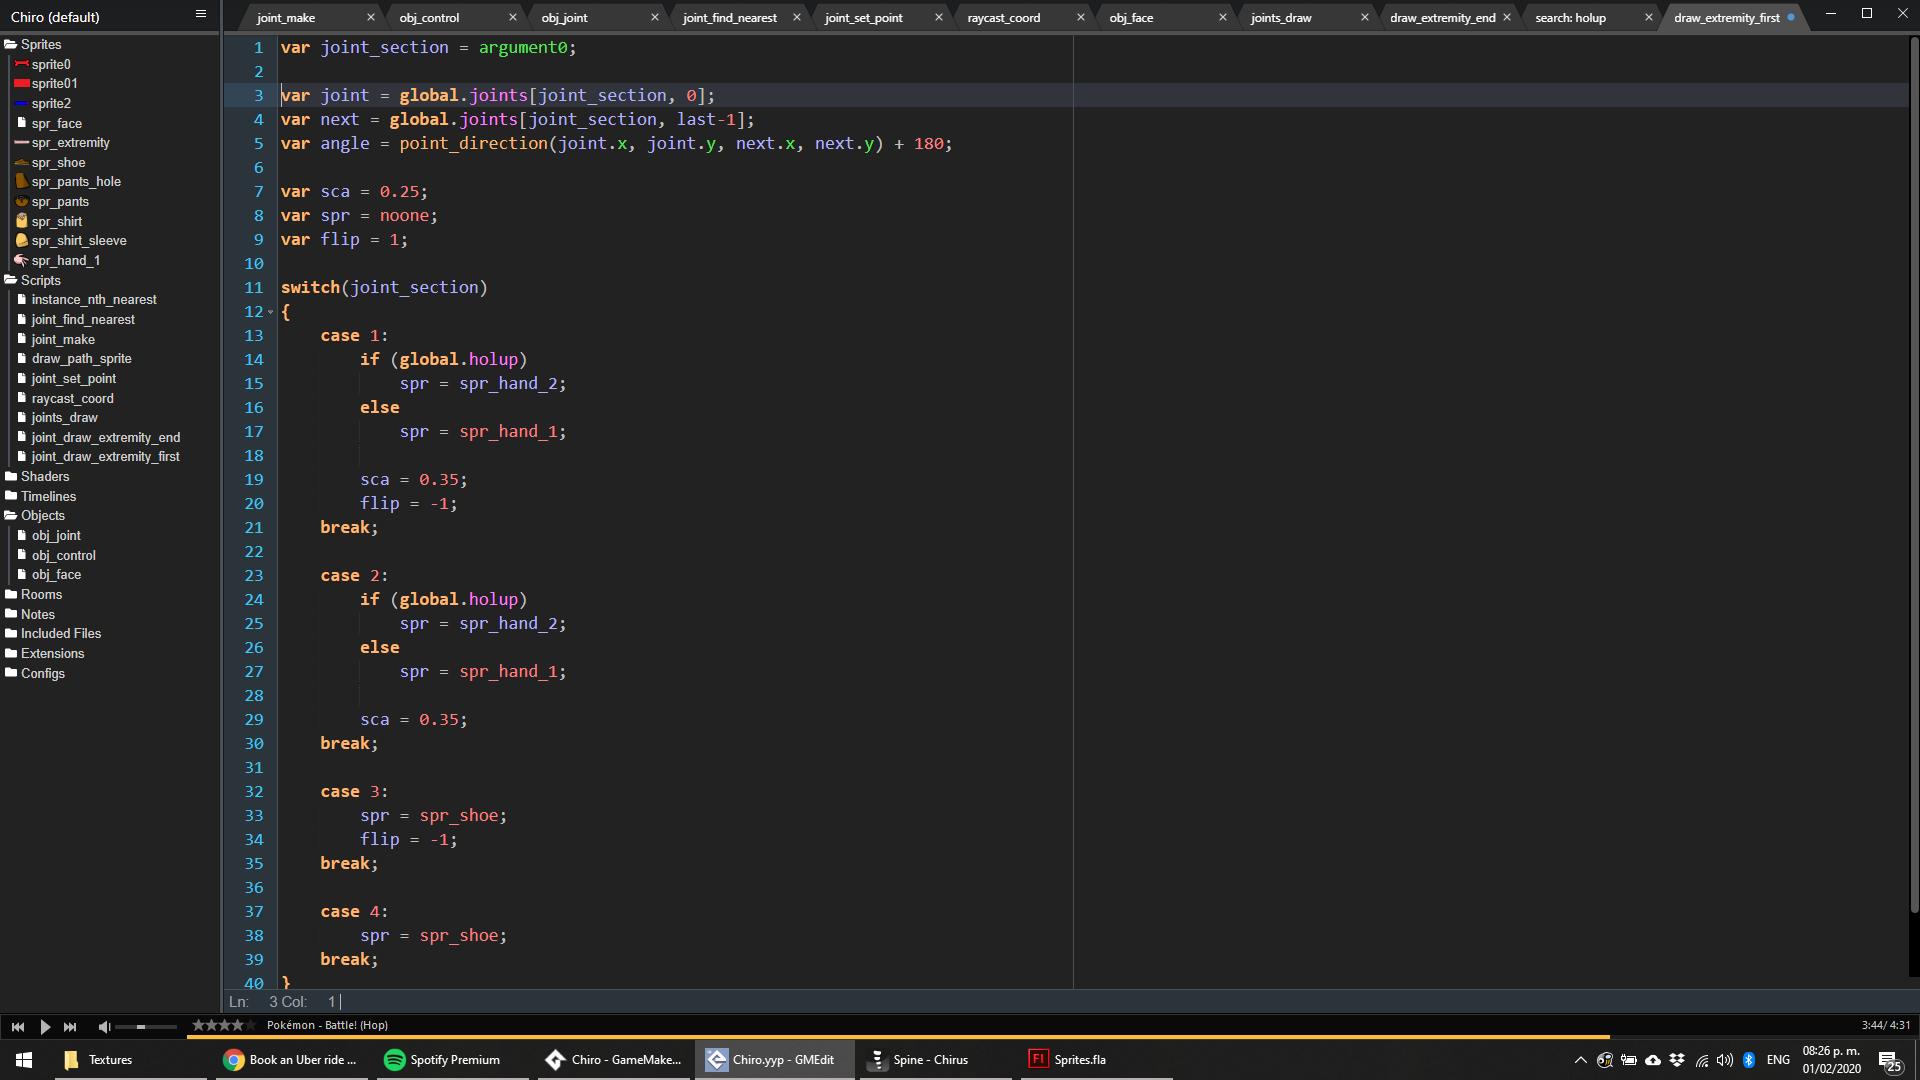 Chiro (default)
joint_make
obj_control
obj_joint
joint_find_nearest
joint_set_point
raycast_coord
obj_face
joints_draw
draw_extremity_end
search: holup
draw_extremity_first
Sprites
sprite0
sprite01
sprite2
spr_face
spr_extremity
spr_shoe
spr_pants_hole
spr_pants
spr_shirt
spr_shirt_sleeve
spr_hand_1
Scripts
instance_nth_nearest
joint_find_nearest
joint_make
draw_path_sprite
joint_set_point
raycast_coord
joints_draw
joint_draw_extremity_end
joint_draw_extremity_first
Shaders
Timelines
Objects
obj_joint
obj_control
obj_face
Rooms
Notes
Included Files
Extensions
Configs
1 var joint_section = argument0;
2
3 var joint = global.joints[joint_section, 0];
4 var next = global.joints[joint_section, last-1];
5 var angle = point_direction(joint.x, joint.y, next.x, next.y) + 180;
6
7 var sca = 0.25;
8 var spr = noone;
9 var flip = 1;
10
11 switch(joint_section)
12 {
13 case 1:
14 if (global.holup)
15 spr = spr_hand_2;
16 else
17 spr = spr_hand_1;
18
19 sca = 0.35;
20 flip = -1;
21 break;
22
23 case 2:
24 if (global.holup)
25 spr = spr_hand_2;
26 else
27 spr = spr_hand_1;
28
29 sca = 0.35;
30 break;
31
32 case 3:
33 spr = spr_shoe;
34 flip = -1;
35 break;
36
37 case 4:
38 spr = spr_shoe;
39 break;
40 }
Ln: 3 Col: 1
Pokémon - Battle! (Hop)
3:44/ 4:31
Textures
Book an Uber ride ...
Spotify Premium
Chiro - GameMake...
Chiro.yyp - GMEdit
Spine - Chirus
Fl
Sprites.fla
ENG
08:26 p. m.
01/02/2020
25